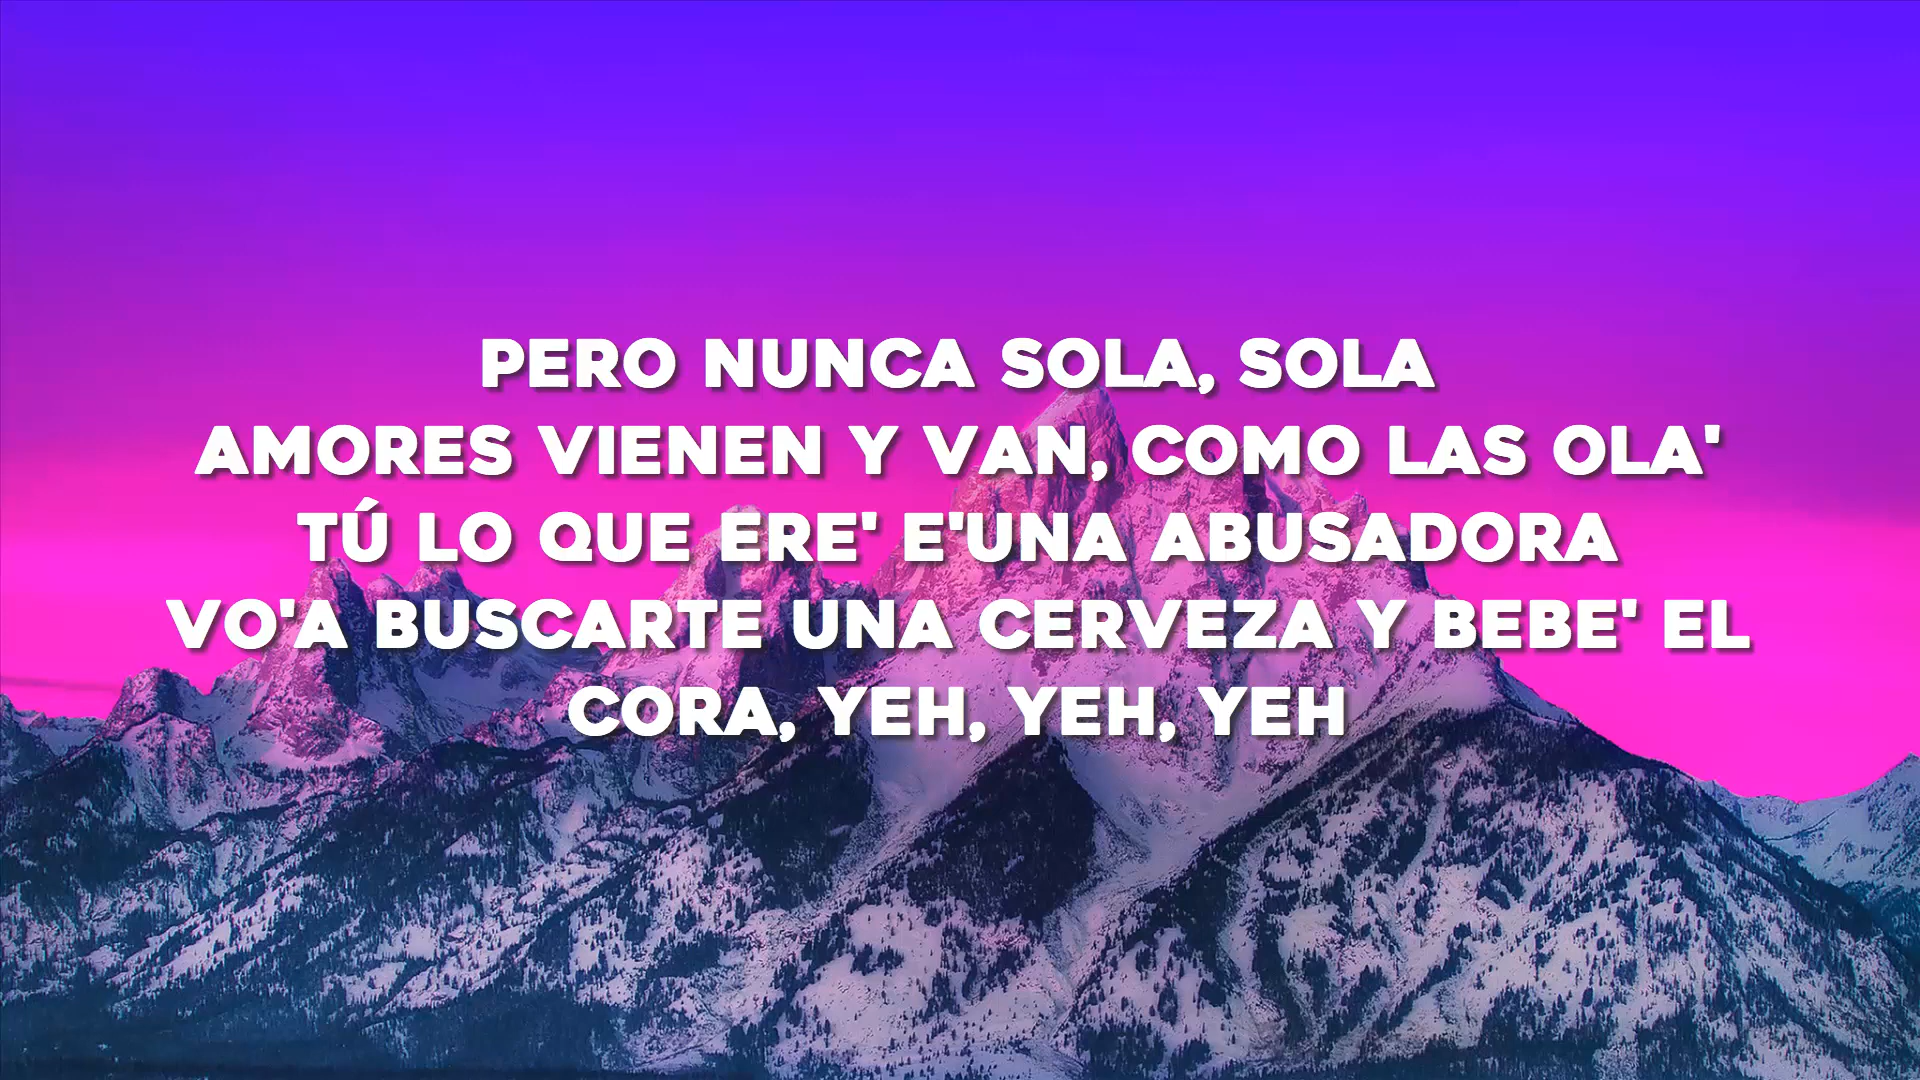 PERO NUNCA SOLA, SOLA
AMORES VIENEN Y VAN, COMO LAS OLA'
TÚ LO QUE ERE' E'UNA ABUSADORA
VO'A BUSCARTE UNA CERVEZA Y BEBE' EL
CORA, YEH, YEH, YEH